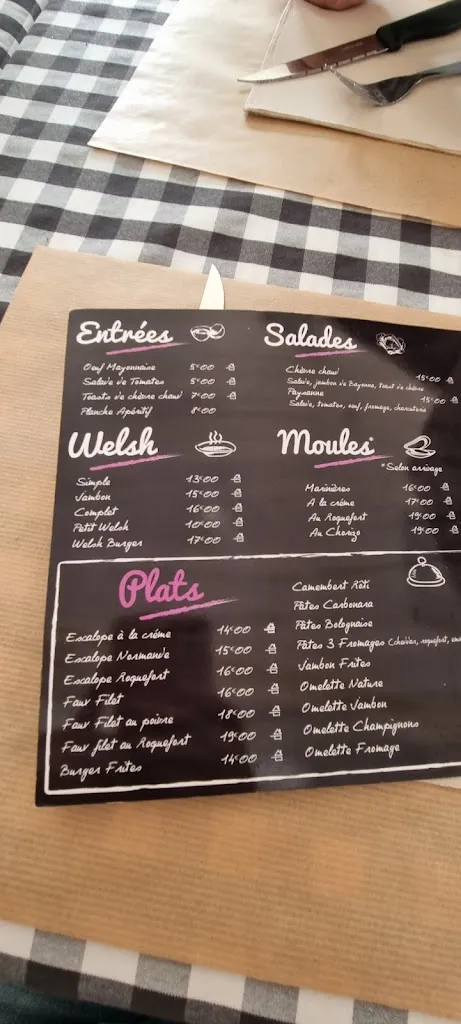 Entrées
Oeuf Mayonnaise 5€00
Salade de Tomates 5€00
Toasts de chèvre chaud 7€00
Planche Apéritif 8€00
Salades
Chèvre chaud 15€00
Salade, jambon de Bayonne, toast de chèvre
Paysanne 15€00
Salade, tomates, oeuf, fromage, charcuterie
Welsh
Simple 13€00
Jambon 15€00
Complet 16€00
Petit Welsh 10€00
Welsh Burger 17€00
Moules*
*Selon arrivage
Marinières 16€00
A la crème 17€00
Au Roquefort 19€00
Au Chorizo 19€00
Plats
Escalope à la crème 14€00
Escalope Normande 15€00
Escalope Roquefort 16€00
Faux Filet 16€00
Faux Filet au poivre 18€00
Faux filet au Roquefort 19€00
Burger Frites 14€00
Camembert Rôti
Pâtes Carbonara
Pâtes Bolognaise
Pâtes 3 Fromages (cheddar, roquefort,
Jambon Frites
Omelette Nature
Omelette Jambon
Omelette Champignons
Omelette Fromage